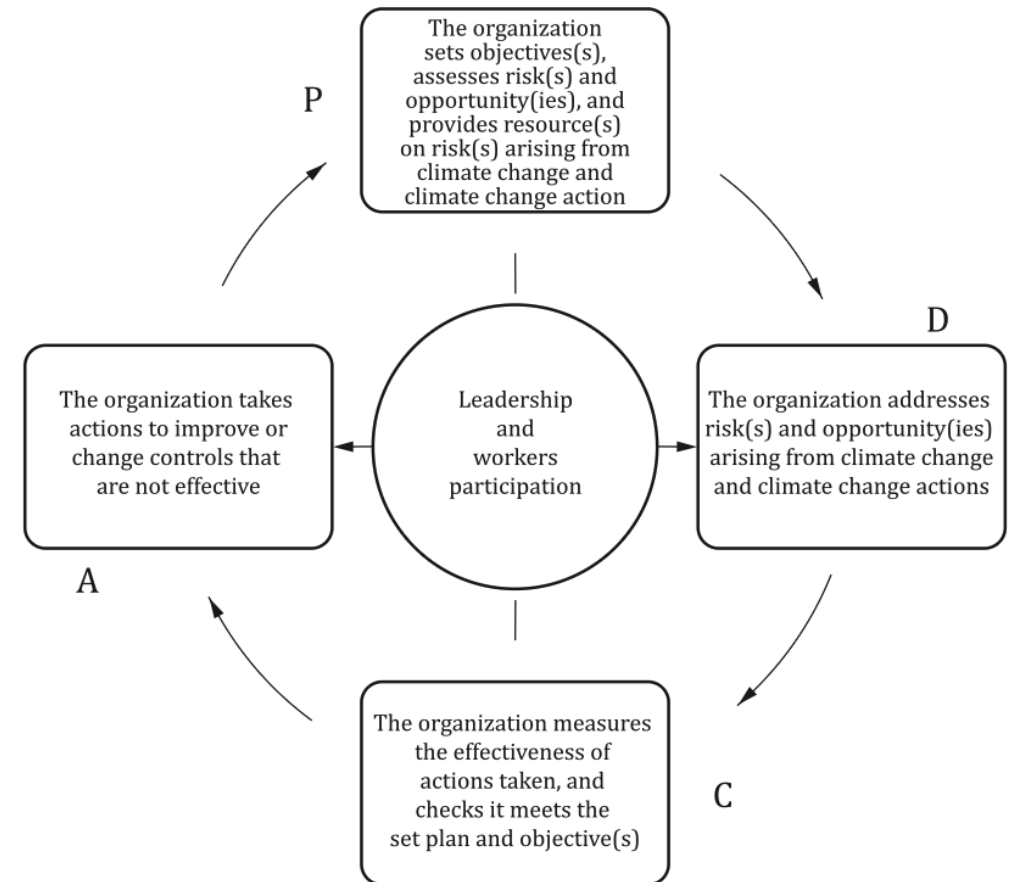 The organization
sets objectives(s),
assesses risk(s) and
opportunity(ies), and
provides resource(s)
on risk(s) arising from
climate change and
climate change action
P
D
The organization takes
actions to improve or
change controls that
are not effective
Leadership
and
workers
participation
The organization addresses
risk(s) and opportunity(ies)
arising from climate change
and climate change actions
A
The organization measures
the effectiveness of
actions taken, and
checks it meets the
set plan and objective(s)
C